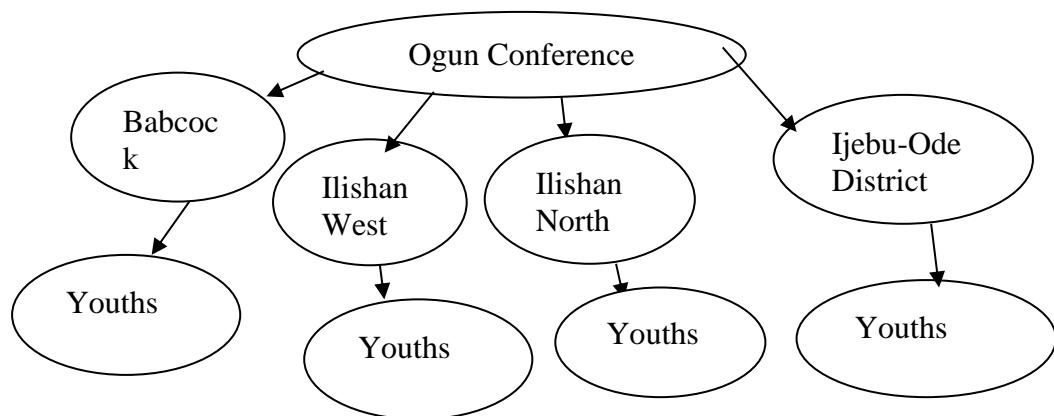 Ogun Conference
Babcoc
k
Ilishan
West
Ilishan
North
Ijebu-Ode
District
Youths
Youths
Youths
Youths